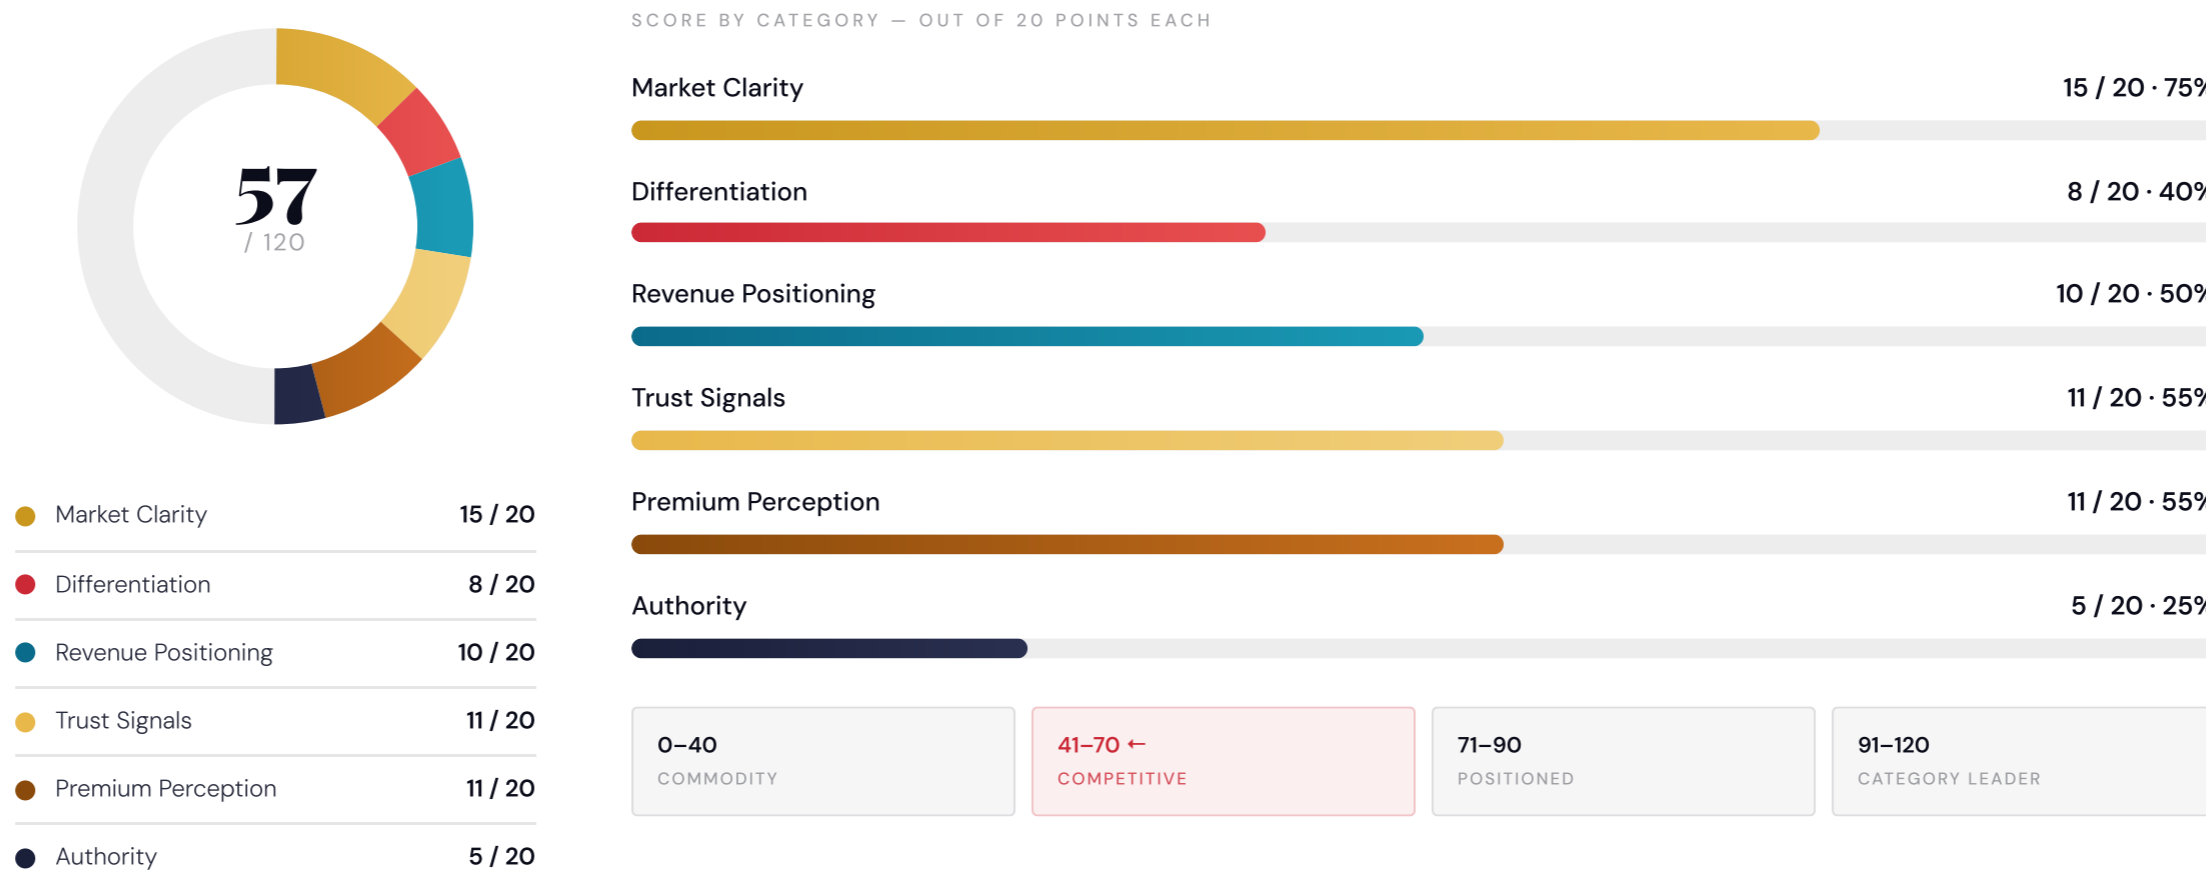 57
/ 120
Market Clarity 15 / 20
Differentiation 8 / 20
Revenue Positioning 10 / 20
Trust Signals 11 / 20
Premium Perception 11 / 20
Authority 5 / 20
SCORE BY CATEGORY — OUT OF 20 POINTS EACH
Market Clarity 15 / 20 · 75%
Differentiation 8 / 20 · 40%
Revenue Positioning 10 / 20 · 50%
Trust Signals 11 / 20 · 55%
Premium Perception 11 / 20 · 55%
Authority 5 / 20 · 25%
0–40
COMMODITY
41–70 ←
COMPETITIVE
71–90
POSITIONED
91–120
CATEGORY LEADER